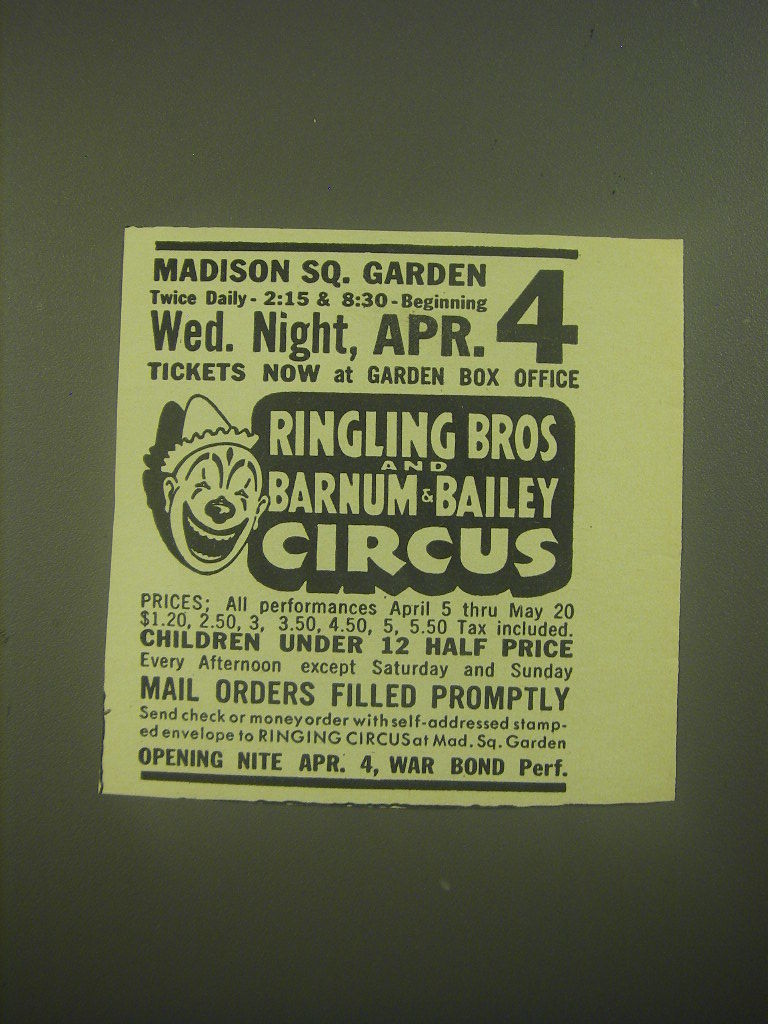 MADISON SQ. GARDEN
Twice Daily - 2:15 & 8:30 - Beginning
Wed. Night, APR. 4
TICKETS NOW at GARDEN BOX OFFICE
RINGLING BROS
AND
BARNUM & BAILEY
CIRCUS
PRICES; All performances April 5 thru May 20
$1.20, 2.50, 3, 3.50, 4.50, 5, 5.50 Tax included.
CHILDREN UNDER 12 HALF PRICE
Every Afternoon except Saturday and Sunday
MAIL ORDERS FILLED PROMPTLY
Send check or money order with self-addressed stamp-
ed envelope to RINGING CIRCUS at Mad. Sq. Garden
OPENING NITE APR. 4, WAR BOND Perf.